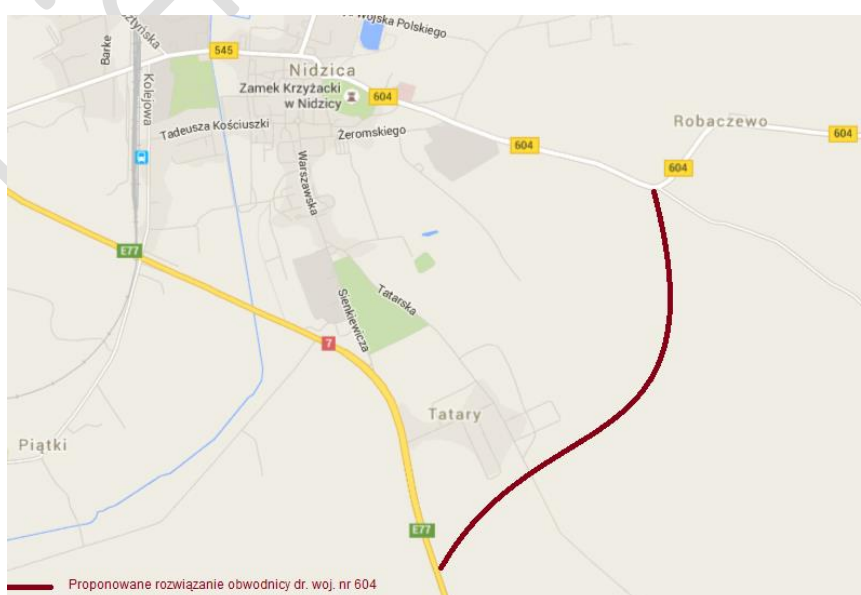 Wojska Polskiego
Barke
545
Nidzica
Kolejowa
Zamek Krzyżacki
w Nidzicy
604
Tadeusza Kościuszki
Żeromskiego
604
Robaczewo
604
604
Warszawska
E77
Tatarska
Sienkiewicza
7
Tatary
Piątki
E77
Proponowane rozwiązanie obwodnicy dr. woj. nr 604